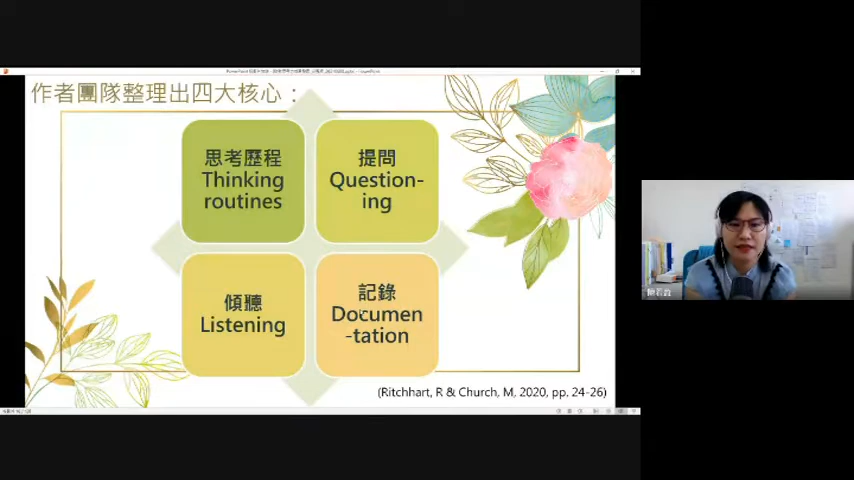 作者團隊整理出四大核心：
思考歷程
Thinking
routines
提問
Question-
ing
傾聽
Listening
記錄
Documen
-tation
(Ritchhart, R & Church, M, 2020, pp. 24-26)